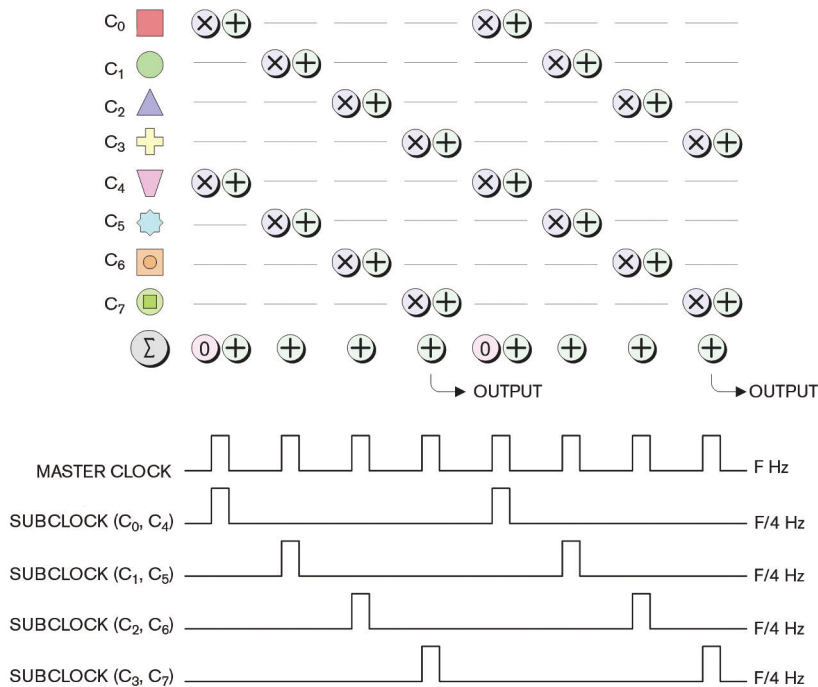 C₀
C₁
C₂
C₃
C₄
C₅
C₆
C₇
Σ 0 + + + + 0 + + + +
OUTPUT OUTPUT
MASTER CLOCK F Hz
SUBCLOCK (C₀, C₄) F/4 Hz
SUBCLOCK (C₁, C₅) F/4 Hz
SUBCLOCK (C₂, C₆) F/4 Hz
SUBCLOCK (C₃, C₇) F/4 Hz